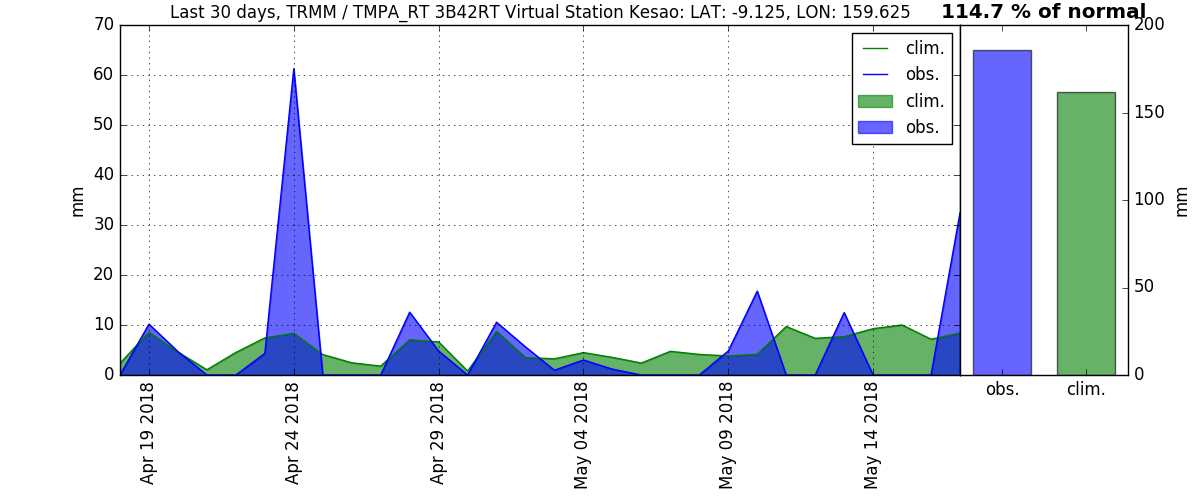 Last 30 days, TRMM / TMPA_RT 3B42RT Virtual Station Kesao: LAT: -9.125, LON: 159.625
114.7 % of normal
70
60
50
40
30
20
10
0
mm
clim.
obs.
clim.
obs.
Apr 19 2018
Apr 24 2018
Apr 29 2018
May 04 2018
May 09 2018
May 14 2018
200
150
100
50
0
mm
obs.
clim.